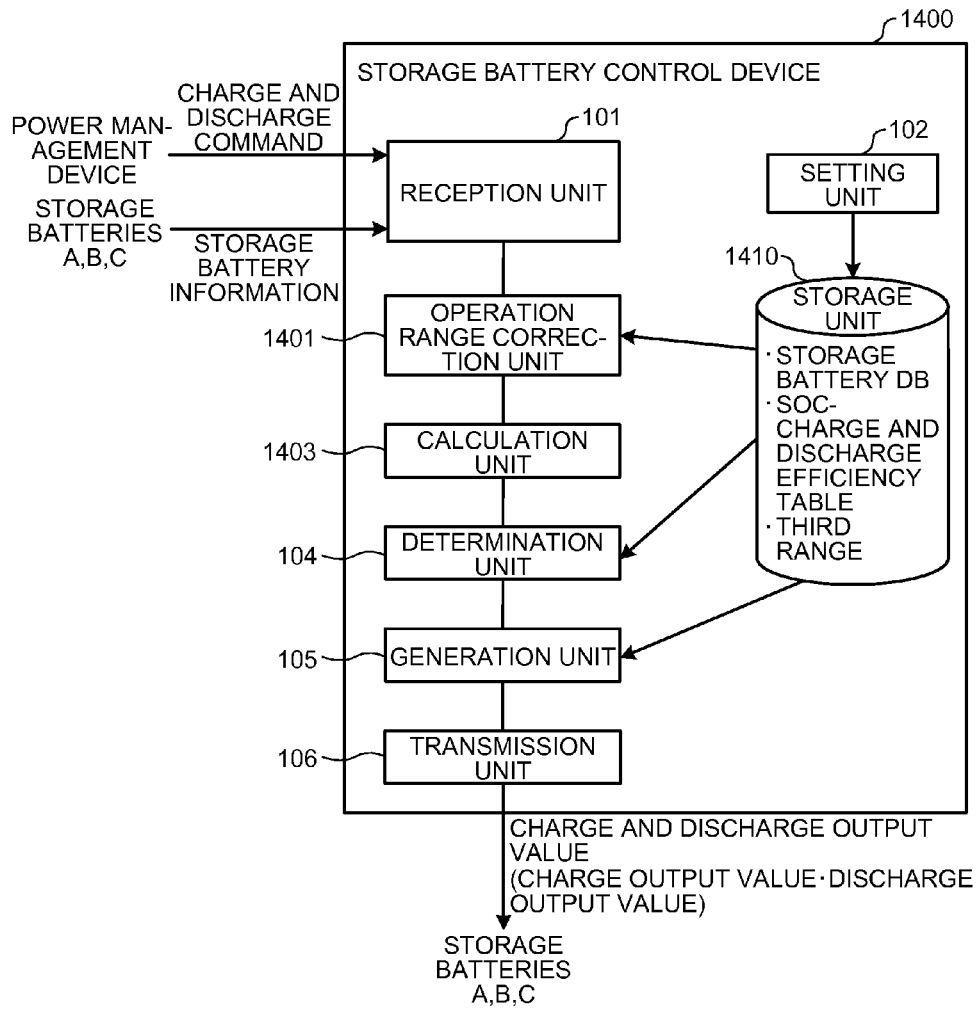 1400
STORAGE BATTERY CONTROL DEVICE
CHARGE AND
DISCHARGE
COMMAND
POWER MAN-
AGEMENT
DEVICE
STORAGE
BATTERIES
A,B,C
STORAGE
BATTERY
INFORMATION
101
RECEPTION UNIT
102
SETTING
UNIT
1410
STORAGE
UNIT
・STORAGE
BATTERY DB
・SOC-
CHARGE AND
DISCHARGE
EFFICIENCY
TABLE
・THIRD
RANGE
1401
OPERATION
RANGE CORREC-
TION UNIT
1403
CALCULATION
UNIT
104
DETERMINATION
UNIT
105
GENERATION UNIT
106
TRANSMISSION
UNIT
CHARGE AND DISCHARGE OUTPUT
VALUE
(CHARGE OUTPUT VALUE・DISCHARGE
OUTPUT VALUE)
STORAGE
BATTERIES
A,B,C